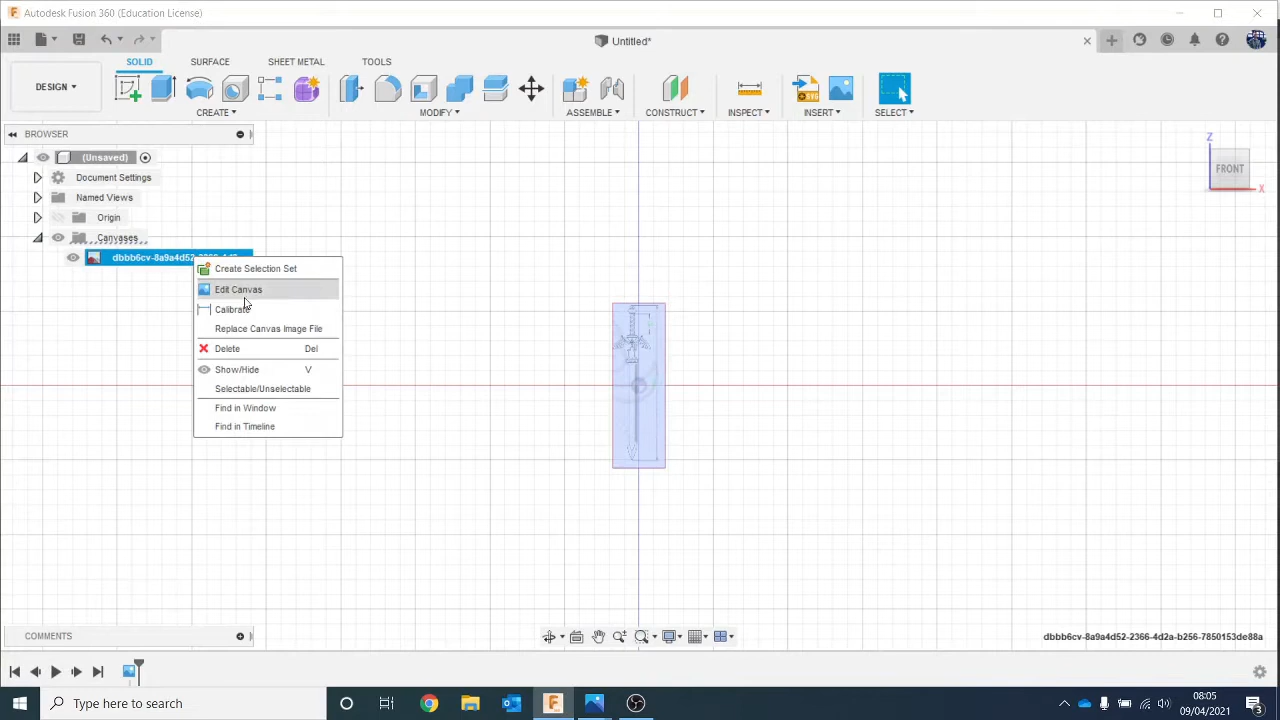 Autodesk Fusion 360 (Education License)
Untitled*
DESIGN
SOLID
SURFACE
SHEET METAL
TOOLS
CREATE
MODIFY
ASSEMBLE
CONSTRUCT
INSPECT
INSERT
SELECT
BROWSER
(Unsaved)
Document Settings
Named Views
Origin
Canvases
Create Selection Set
Edit Canvas
Calibrate
Replace Canvas Image File
Delete Del
Show/Hide V
Selectable/Unselectable
Find in Window
Find in Timeline
Z
FRONT
X
COMMENTS
dbbb6cv-8a9a4d52-2366-4d2a-b256-7850153de88a
Type here to search
08:05
09/04/2021
3